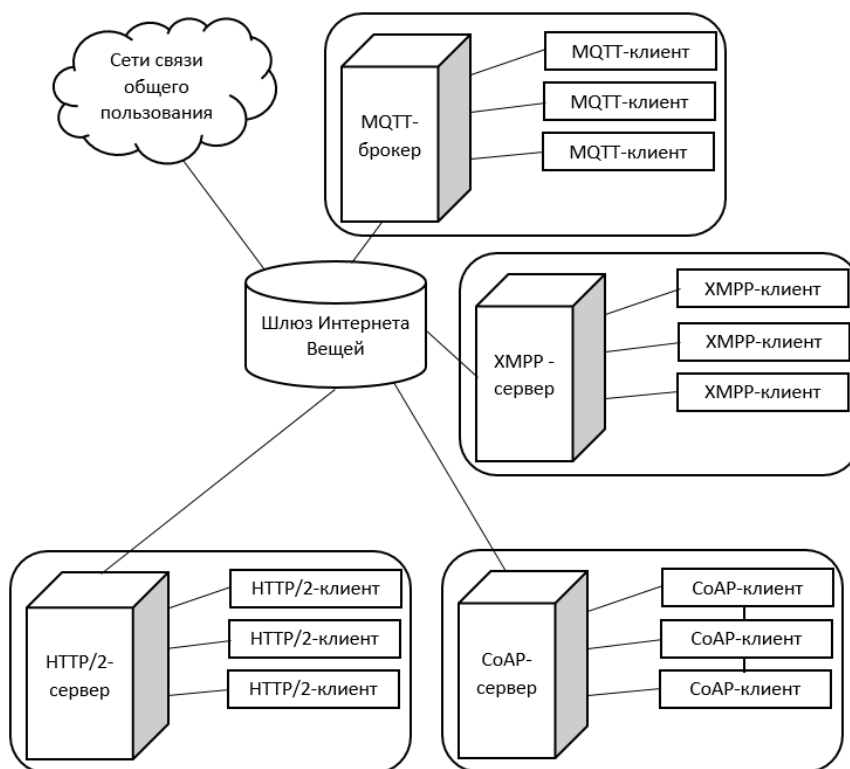 Сети связи
общего
пользования
MQTT-
брокер
MQTT-клиент
MQTT-клиент
MQTT-клиент
Шлюз Интернета
Вещей
XMPP -
сервер
XMPP-клиент
XMPP-клиент
XMPP-клиент
HTTP/2-
сервер
HTTP/2-клиент
HTTP/2-клиент
HTTP/2-клиент
CoAP-
сервер
CoAP-клиент
CoAP-клиент
CoAP-клиент